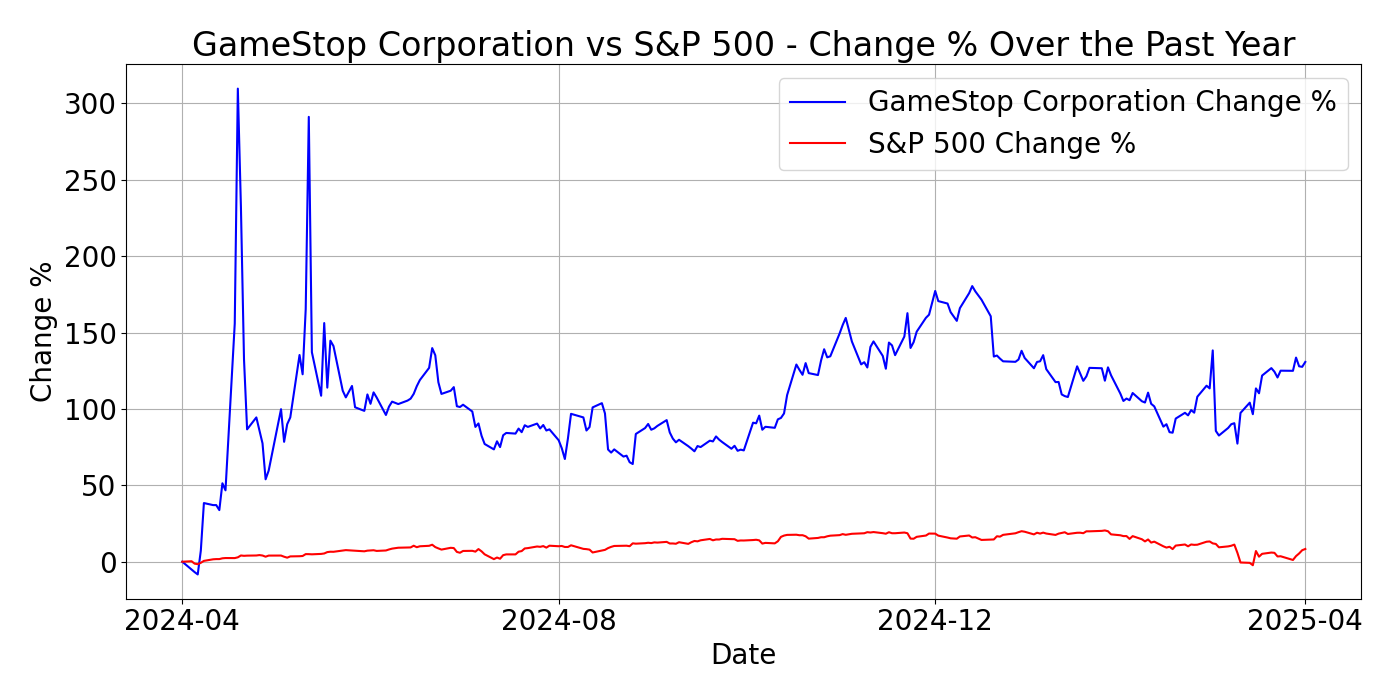 GameStop Corporation vs S&P 500 - Change % Over the Past Year
GameStop Corporation Change %
S&P 500 Change %
Change %
300
250
200
150
100
50
0
2024-04
2024-08
2024-12
2025-04
Date